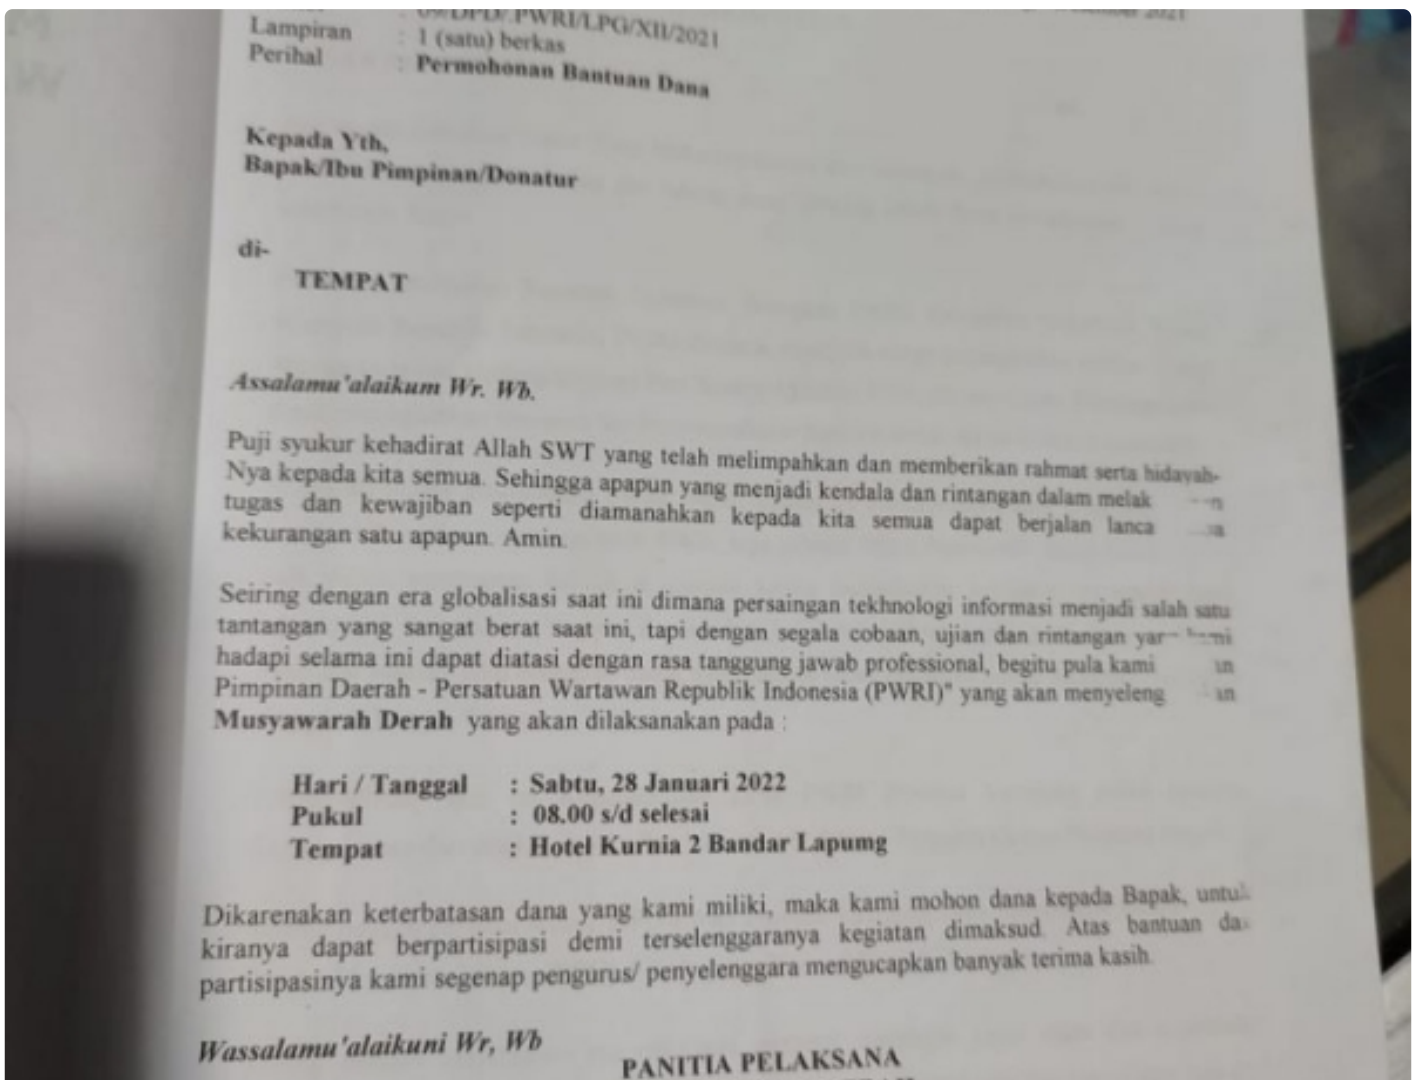 PWRI/LPG/XII/2021
Lampiran : 1 (satu) berkas
Perihal : Permohonan Bantuan Dana
Kepada Yth,
Bapak/Ibu Pimpinan/Donatur
di-
TEMPAT
Assalamu'alaikum Wr. Wb.
Puji syukur kehadirat Allah SWT yang telah melimpahkan dan memberikan rahmat serta hidayah-
Nya kepada kita semua. Sehingga apapun yang menjadi kendala dan rintangan dalam melak
tugas dan kewajiban seperti diamanahkan kepada kita semua dapat berjalan lanca
kekurangan satu apapun. Amin.
Seiring dengan era globalisasi saat ini dimana persaingan tekhnologi informasi menjadi salah satu
tantangan yang sangat berat saat ini, tapi dengan segala cobaan, ujian dan rintangan
hadapi selama ini dapat diatasi dengan rasa tanggung jawab professional, begitu pula kami
Pimpinan Daerah - Persatuan Wartawan Republik Indonesia (PWRI)" yang akan menyeleng
Musyawarah Derah yang akan dilaksanakan pada :
Hari / Tanggal : Sabtu, 28 Januari 2022
Pukul : 08.00 s/d selesai
Tempat : Hotel Kurnia 2 Bandar Lapumg
Dikarenakan keterbatasan dana yang kami miliki, maka kami mohon dana kepada Bapak, untuk
kiranya dapat berpartisipasi demi terselenggaranya kegiatan dimaksud. Atas bantuan da
partisipasinya kami segenap pengurus/ penyelenggara mengucapkan banyak terima kasih.
Wassalamu'alaikuni Wr, Wb
PANITIA PELAKSANA